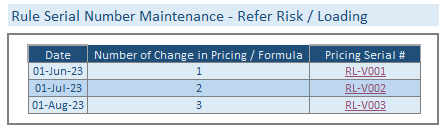 Rule Serial Number Maintenance - Refer Risk / Loading
Date Number of Change in Pricing / Formula Pricing Serial #
01-Jun-23 1 RL-V001
01-Jul-23 2 RL-V002
01-Aug-23 3 RL-V003